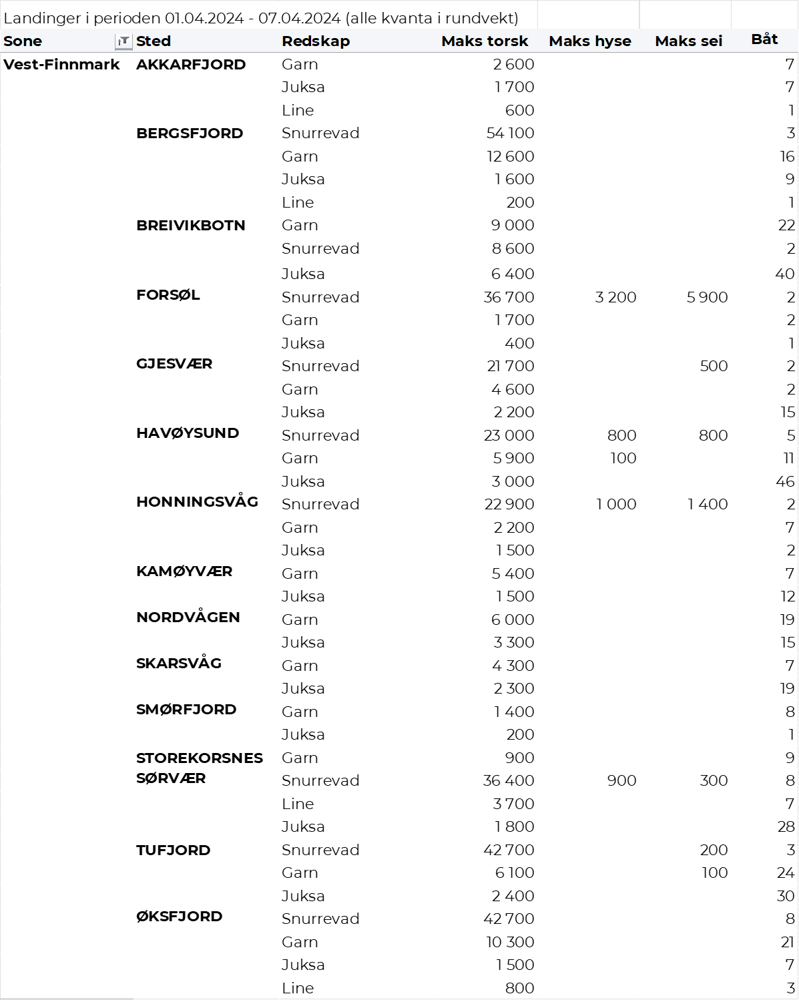 Landinger i perioden 01.04.2024 - 07.04.2024 (alle kvanta i rundvekt)
Sone Sted Redskap Maks torsk Maks hyse Maks sei Båt
Vest-Finnmark AKKARFJORD Garn 2 600 7
Juksa 1 700 7
Line 600 1
BERGSFJORD Snurrevad 54 100 3
Garn 12 600 16
Juksa 1 600 9
Line 200 1
BREIVIKBOTN Garn 9 000 22
Snurrevad 8 600 2
Juksa 6 400 40
FORSØL Snurrevad 36 700 3 200 5 900 2
Garn 1 700 2
Juksa 400 1
GJESVÆR Snurrevad 21 700 500 2
Garn 4 600 2
Juksa 2 200 15
HAVØYSUND Snurrevad 23 000 800 800 5
Garn 5 900 100 11
Juksa 3 000 46
HONNINGSVÅG Snurrevad 22 900 1 000 1 400 2
Garn 2 200 7
Juksa 1 500 2
KAMØYVÆR Garn 5 400 7
Juksa 1 500 12
NORDVÅGEN Garn 6 000 19
Juksa 3 300 15
SKARSVÅG Garn 4 300 7
Juksa 2 300 19
SMØRFJORD Garn 1 400 8
Juksa 200 1
STOREKORSNES Garn 900 9
SØRVÆR Snurrevad 36 400 900 300 8
Line 3 700 7
Juksa 1 800 28
TUFJORD Snurrevad 42 700 200 3
Garn 6 100 100 24
Juksa 2 400 30
ØKSFJORD Snurrevad 42 700 8
Garn 10 300 21
Juksa 1 500 7
Line 800 3